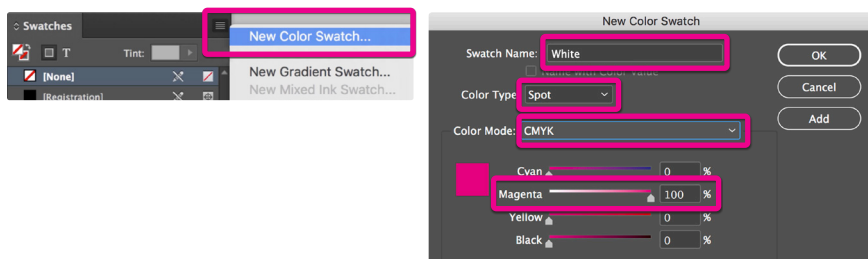 Swatches
New Color Swatch...
T Tint:
[None]
New Gradient Swatch...
[Registration]
New Mixed Ink Swatch...
New Color Swatch
Swatch Name: White
OK
Name with Color Value
Cancel
Color Type: Spot
Add
Color Mode: CMYK
Cyan 0 %
Magenta 100 %
Yellow 0 %
Black 0 %